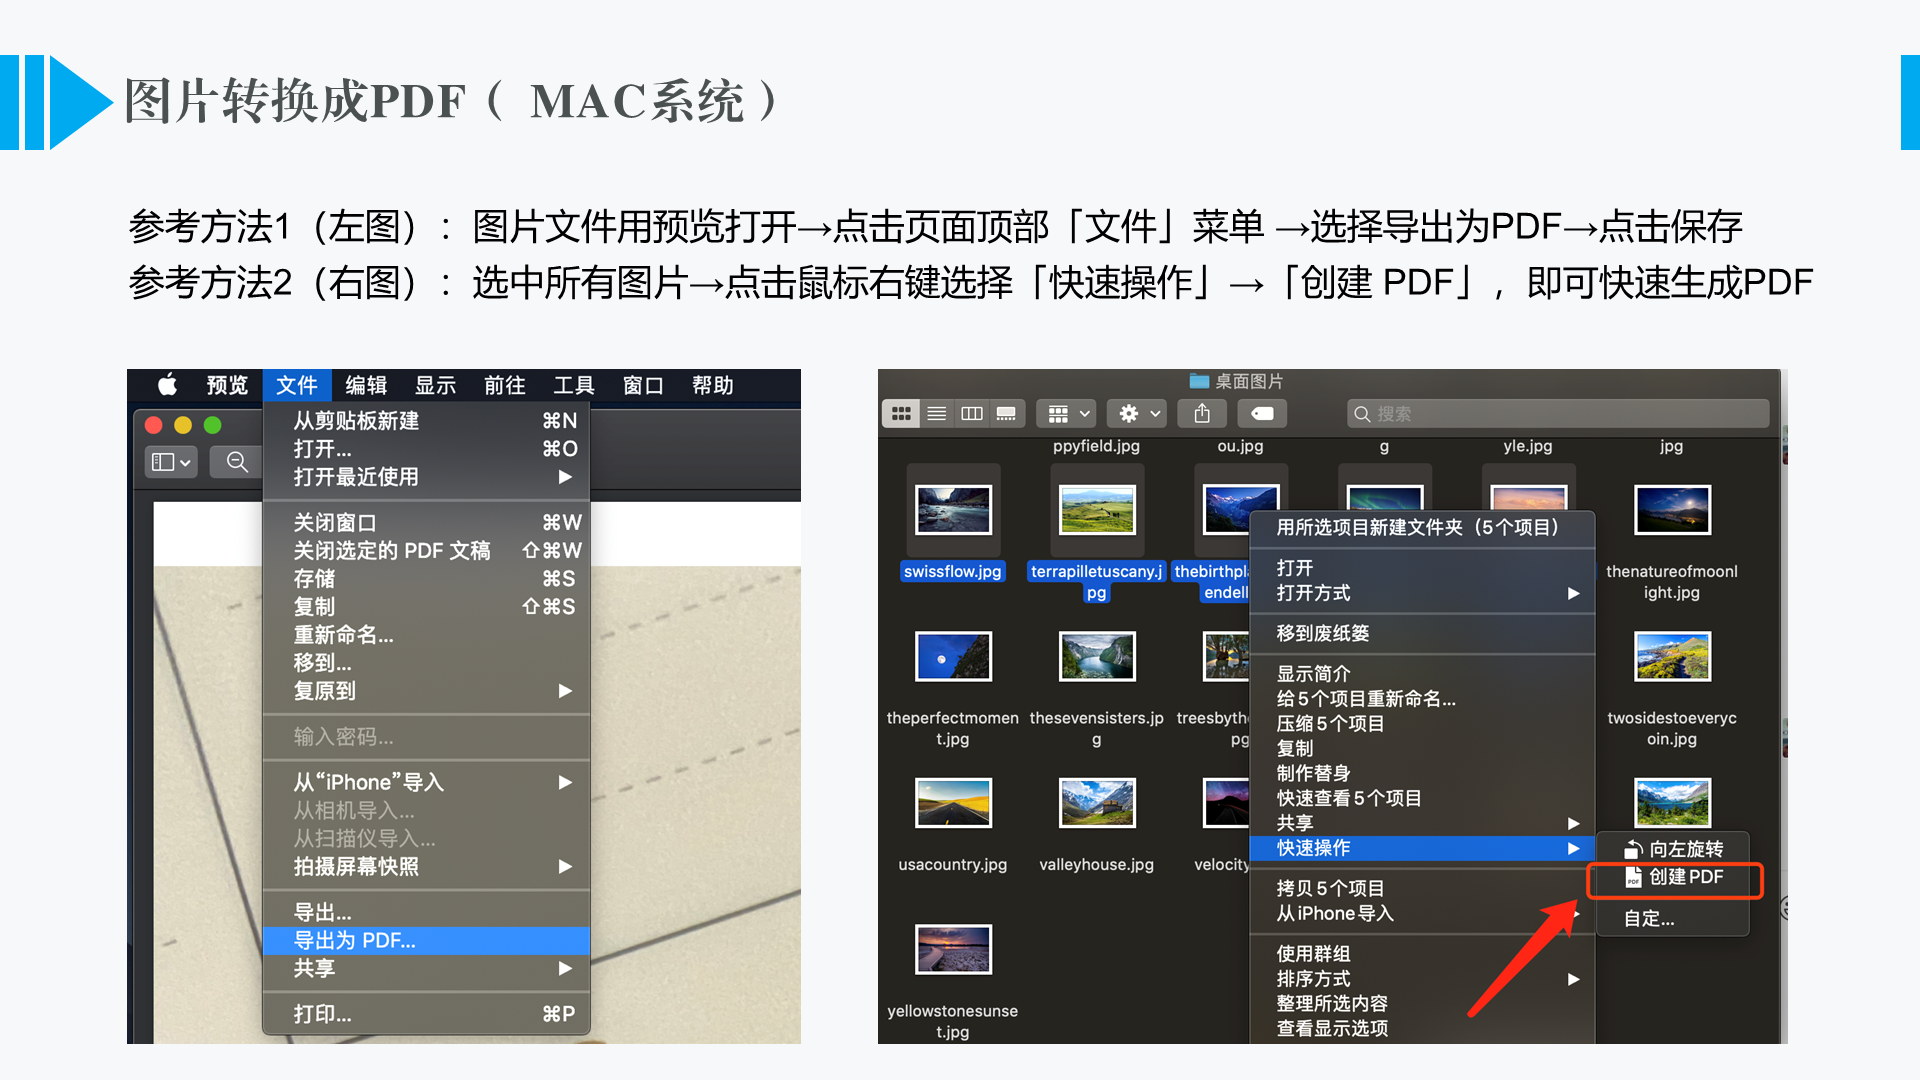 图片转换成PDF（ MAC系统）
参考方法1（左图）：图片文件用预览打开→点击页面顶部「文件」菜单 →选择导出为PDF→点击保存
参考方法2（右图）：选中所有图片→点击鼠标右键选择「快速操作」→「创建 PDF」，即可快速生成PDF
预览 文件 编辑 显示 前往 工具 窗口 帮助
从剪贴板新建 ⌘N
打开... ⌘O
打开最近使用 ▶
关闭窗口 ⌘W
关闭选定的 PDF 文稿 ⇧⌘W
存储 ⌘S
复制 ⇧⌘S
重新命名...
移到...
复原到 ▶
输入密码...
从“iPhone”导入 ▶
从相机导入...
从扫描仪导入...
拍摄屏幕快照 ▶
导出...
导出为 PDF...
共享 ▶
打印... ⌘P
桌面图片
搜索
ppyfield.jpg ou.jpg g yle.jpg jpg
swissflow.jpg
terrapilletuscany.j
pg
thebirthpl
endell
thenatureofmoonl
ight.jpg
theperfectmomen
t.jpg
thesevensisters.jp
g
treesbyth
pg
twosidestoeveryc
oin.jpg
usacountry.jpg
valleyhouse.jpg
velocity
yellowstonesunse
t.jpg
用所选项目新建文件夹（5个项目）
打开
打开方式 ▶
移到废纸篓
显示简介
给5个项目重新命名...
压缩5个项目
复制
制作替身
快速查看5个项目
共享 ▶
快速操作 ▶
拷贝5个项目
从iPhone导入
使用群组
排序方式 ▶
整理所选内容
查看显示选项
向左旋转
PDF 创建PDF
自定...